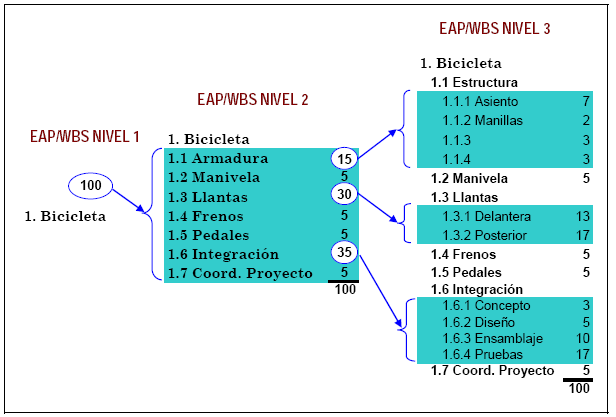 EAP/WBS NIVEL 1
100
1. Bicicleta
EAP/WBS NIVEL 2
1. Bicicleta
1.1 Armadura 15
1.2 Manivela 5
1.3 Llantas 30
1.4 Frenos 5
1.5 Pedales 5
1.6 Integración 35
1.7 Coord. Proyecto 5
100
EAP/WBS NIVEL 3
1. Bicicleta
1.1 Estructura
1.1.1 Asiento 7
1.1.2 Manillas 2
1.1.3 3
1.1.4 3
1.2 Manivela 5
1.3 Llantas
1.3.1 Delantera 13
1.3.2 Posterior 17
1.4 Frenos 5
1.5 Pedales 5
1.6 Integración
1.6.1 Concepto 3
1.6.2 Diseño 5
1.6.3 Ensamblaje 10
1.6.4 Pruebas 17
1.7 Coord. Proyecto 5
100